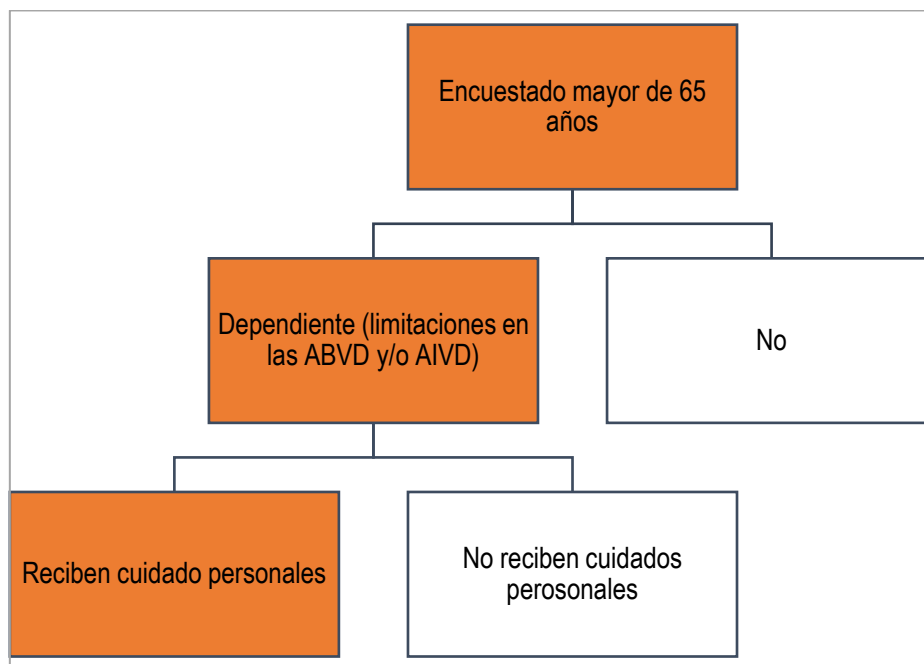 Encuestado mayor de 65
años
Dependiente (limitaciones en
las ABVD y/o AIVD)
No
Reciben cuidado personales
No reciben cuidados
perosonales